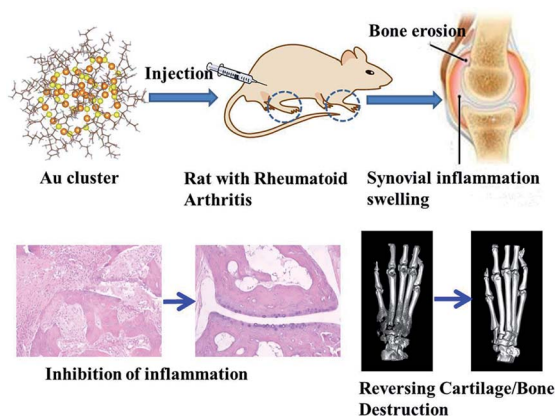 Bone erosion
Injection
Au cluster
Rat with Rheumatoid
Arthritis
Synovial inflammation
swelling
Inhibition of inflammation
Reversing Cartilage/Bone
Destruction